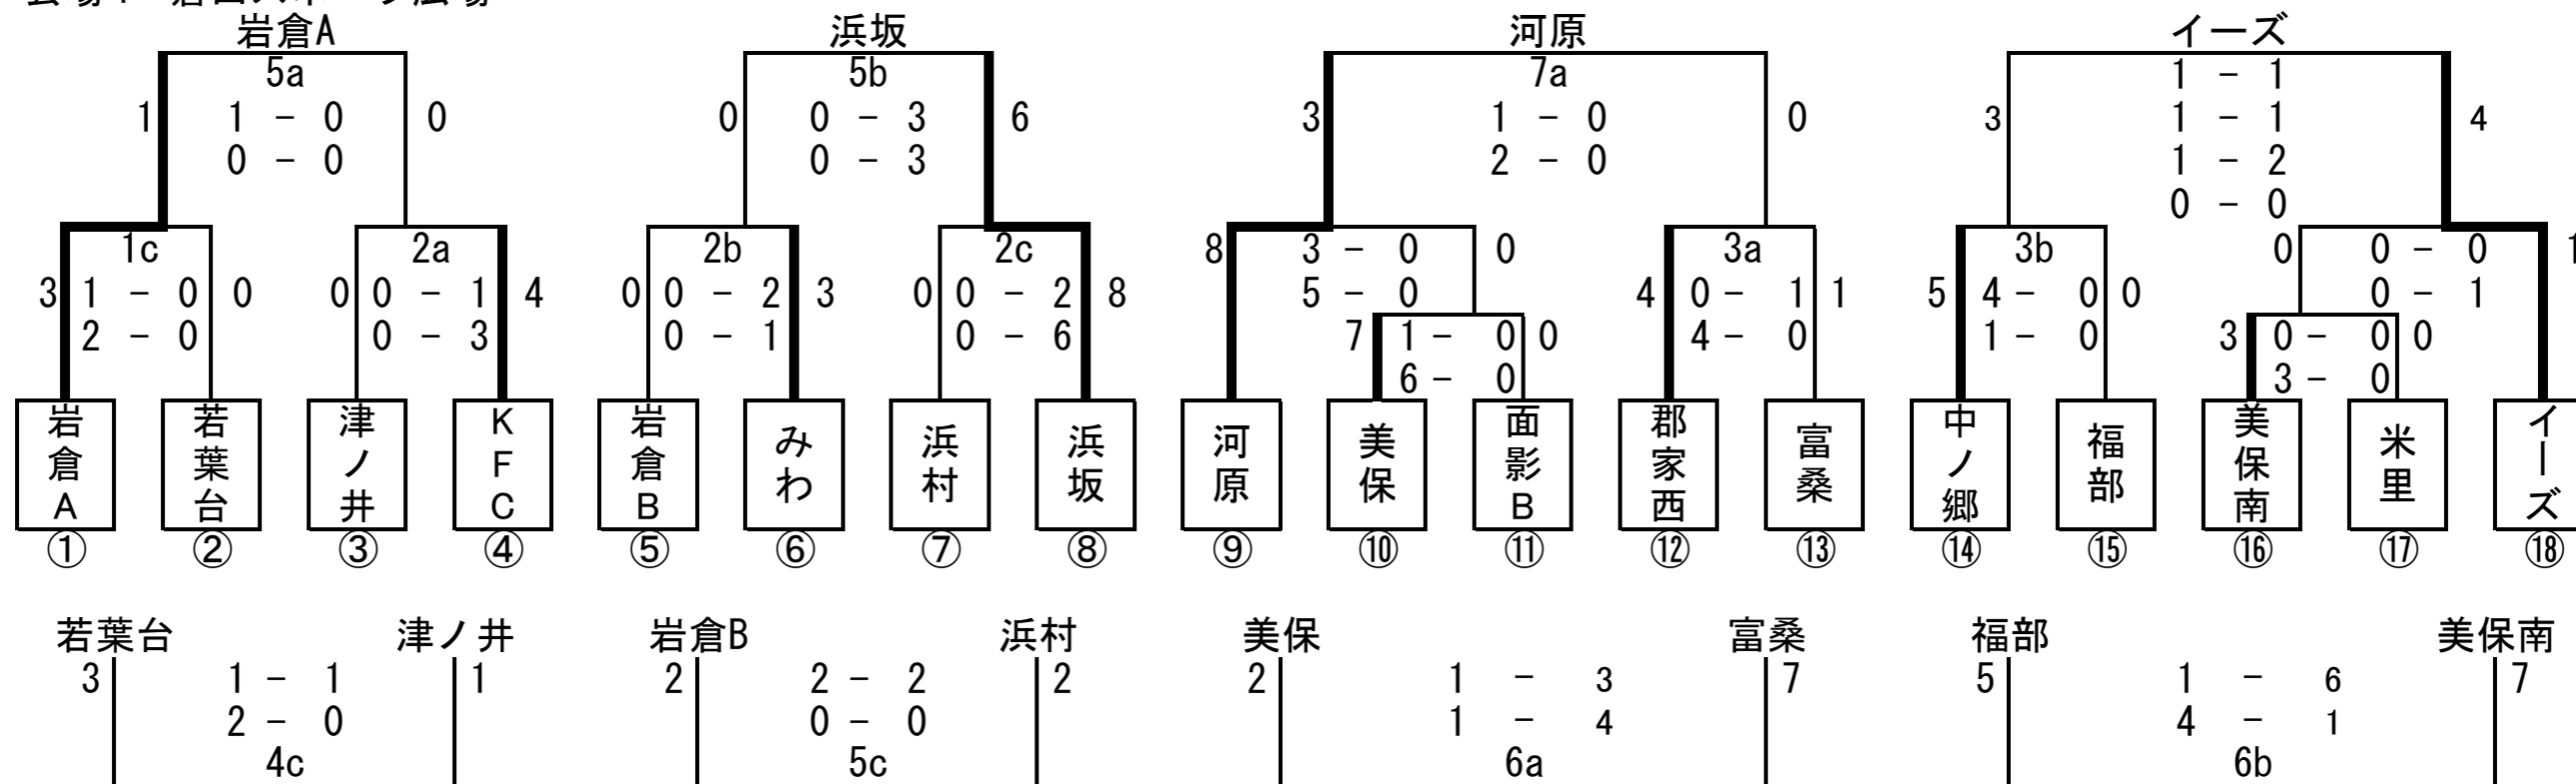 岩倉A 浜坂 河原 イーズ
5a 5b 7a 1 - 1
1 1 - 0 0 0 0 - 3 6 3 1 - 0 0 3 1 - 1 4
0 - 0 0 - 3 2 - 0 1 - 2
0 - 0
1c 2a 2b 2c 8 3 - 0 0 3a 3b 0 0 - 0 1
3 1 - 0 0 0 0 - 1 4 0 0 - 2 3 0 0 - 2 8 5 - 0 4 0 - 1 1 5 4 - 0 0 0 - 1
2 - 0 0 - 3 0 - 1 0 - 6 7 1 - 0 0 4 - 0 1 - 0 3 0 - 0 0
6 - 0 3 - 0
岩倉A 若葉台 津ノ井 KFC 岩倉B みわ 浜村 浜坂 河原 美保 面影B 郡家西 富桑 中ノ郷 福部 美保南 米里 イーズ
① ② ③ ④ ⑤ ⑥ ⑦ ⑧ ⑨ ⑩ ⑪ ⑫ ⑬ ⑭ ⑮ ⑯ ⑰ ⑱
若葉台 津ノ井 岩倉B 浜村 美保 富桑 福部 美保南
3 1 - 1 1 2 2 - 2 2 2 1 - 3 7 5 1 - 6 7
2 - 0 0 - 0 1 - 4 4 - 1
4c 5c 6a 6b